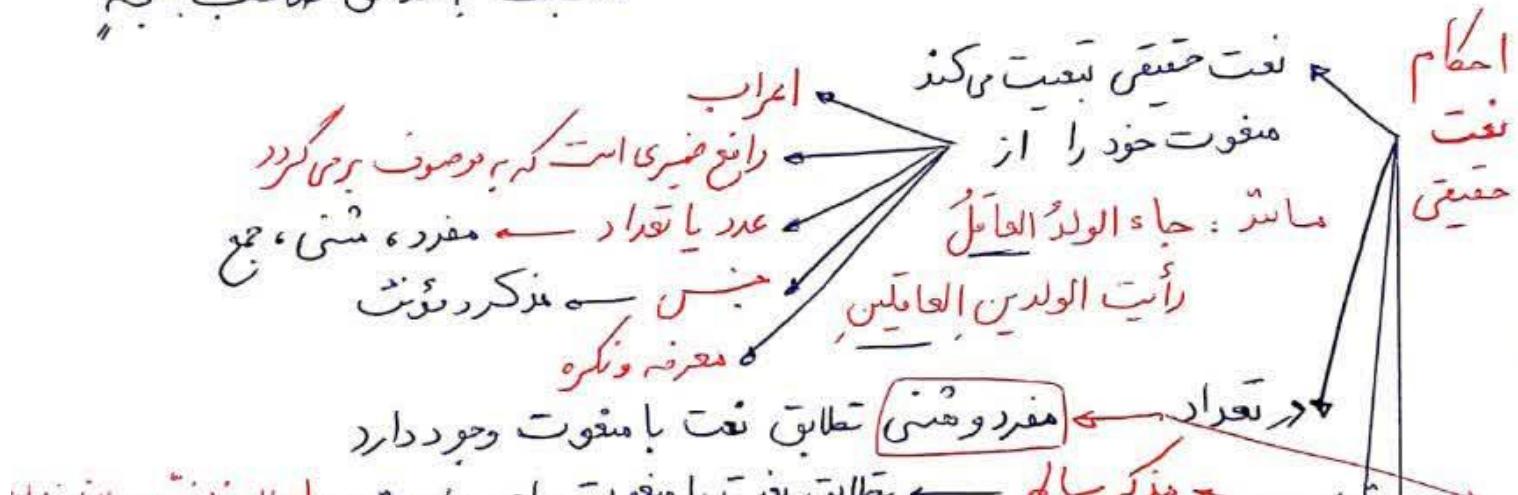 احکام نعت حقیقی
نعت حقیقی تبعیت می‌کند
منعوت خود را از
اعراب
رافع ضمیری است که به موصوف برمی‌گردد
عدد یا تعداد مفرد، مثنی، جمع
جنس مذکر و مؤنث
معرفه و نکره
مانند : جاء الولدُ العاقلُ
رأیت الولدینِ العاقلینِ
در تعداد مفرد و مثنی تطابق نعت با منعوت وجود دارد
مذکر سالم تطابق نعت با منعوت